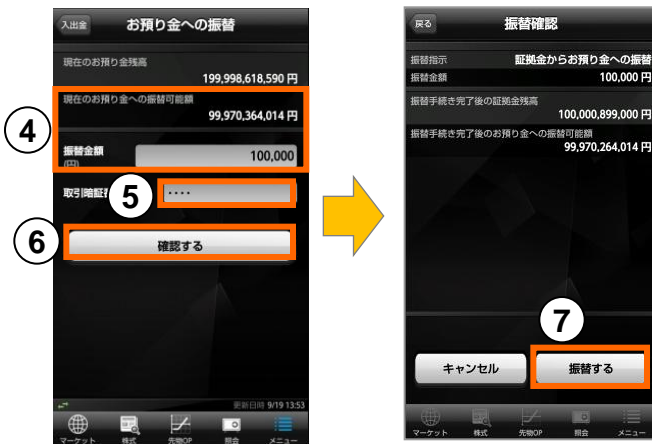 入出金
お預り金への振替
現在のお預り金残高
199,998,618,590 円
現在のお預り金への振替可能額
99,970,364,014 円
④
振替金額
(円)
100,000
取引暗証
⑤
····
⑥
確認する
更新日時 9/19 13:53
マーケット
株式
先物OP
照会
メニュー
戻る
振替確認
振替指示
証拠金からお預り金への振替
振替金額
100,000 円
振替手続き完了後の証拠金残高
100,000,899,000 円
振替手続き完了後のお預り金への振替可能額
99,970,264,014 円
⑦
キャンセル
振替する
マーケット
株式
先物OP
照会
メニュー